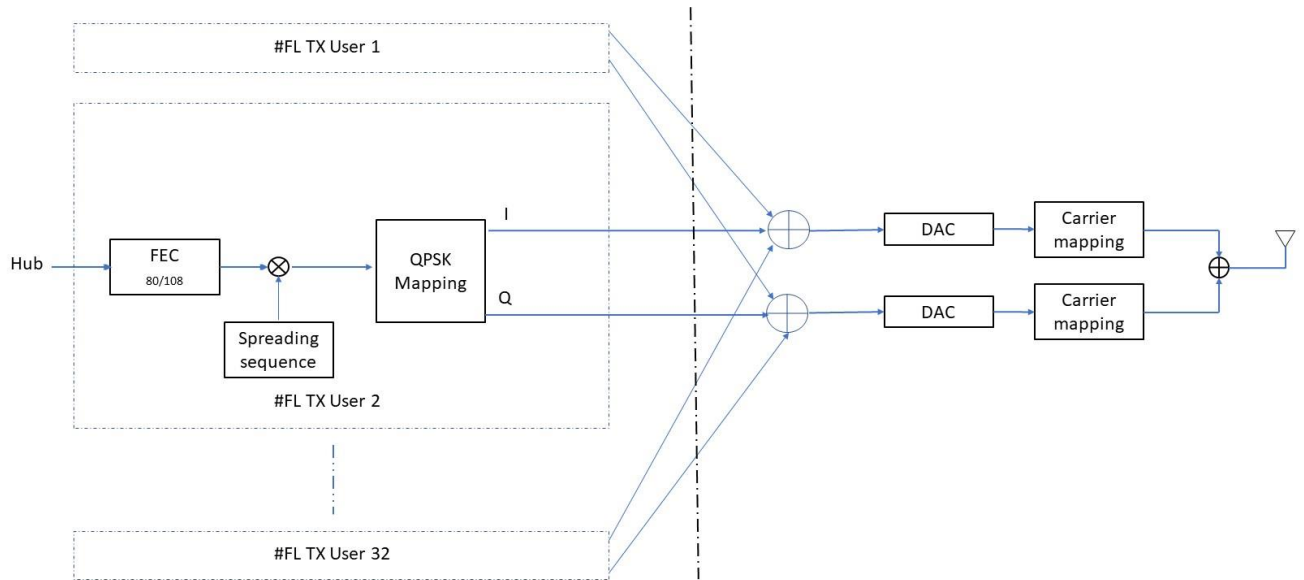 #FL TX User 1
Hub
FEC
80/108
Spreading
sequence
QPSK
Mapping
I
Q
#FL TX User 2
DAC
Carrier
mapping
DAC
Carrier
mapping
#FL TX User 32